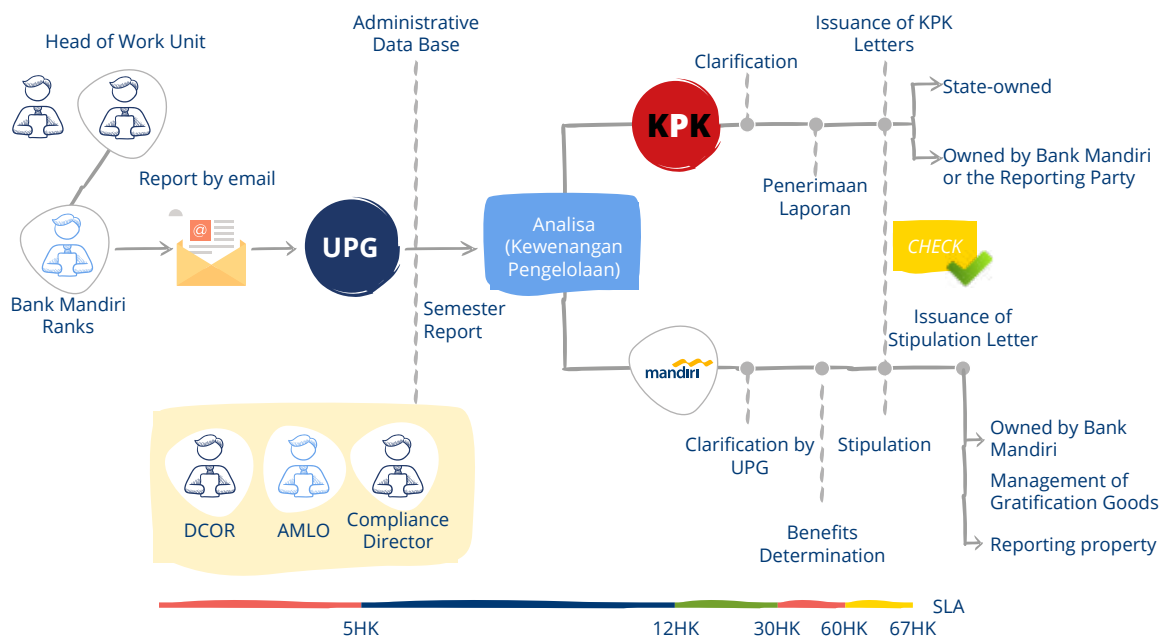 Head of Work Unit
Administrative
Data Base
Issuance of KPK
Letters
Clarification
State-owned
KPK
Owned by Bank Mandiri
or the Reporting Party
Report by email
Penerimaan
Laporan
@
UPG
Analisa
(Kewenangan
Pengelolaan)
CHECK
Bank Mandiri
Ranks
Semester
Report
Issuance of
Stipulation Letter
mandiri
Clarification by
UPG
Stipulation
Owned by Bank
Mandiri
Management of
Gratification Goods
Benefits
Determination
Reporting property
DCOR
AMLO
Compliance
Director
SLA
5HK
12HK
30HK
60HK
67HK